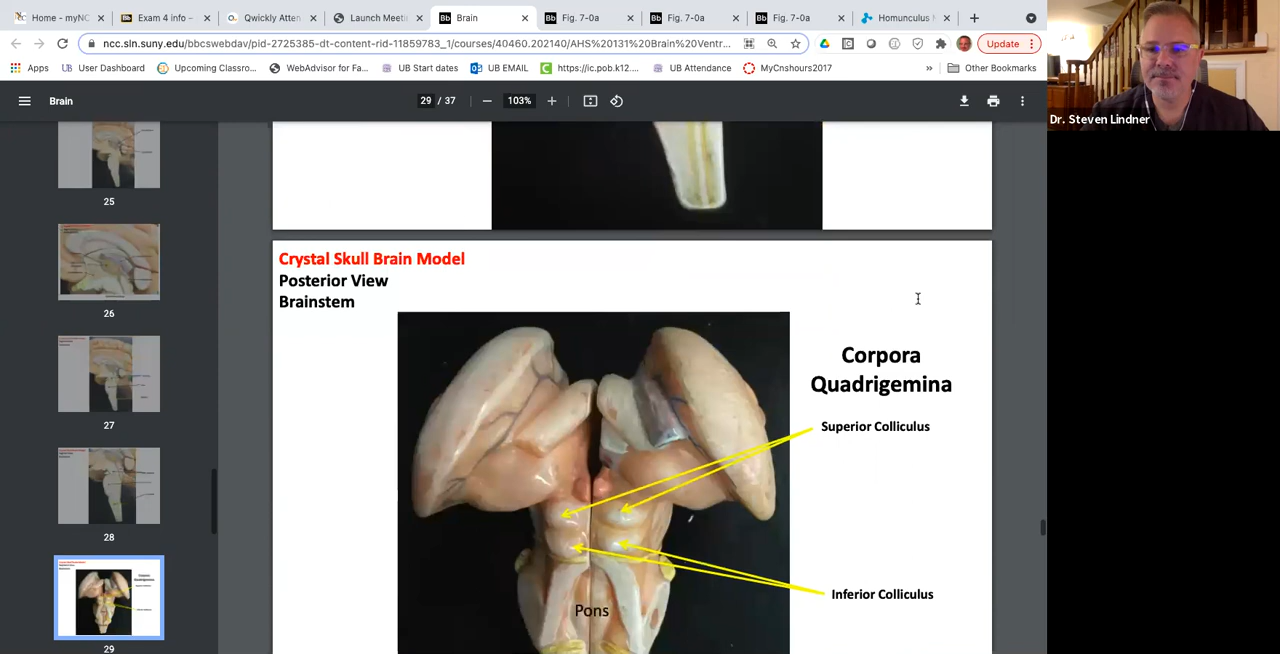 Home - myNC
Exam 4 info -
Qwickly Atten
Launch Meeti
Brain
Fig. 7-0a
Fig. 7-0a
Fig. 7-0a
Homunculus
ncc.sln.suny.edu/bbcswebdav/pid-2725385-dt-content-rid-11859783_1/courses/40460.202140/AHS%20131%20Brain%20Ventr...
Update
Apps
User Dashboard
Upcoming Classro...
WebAdvisor for Fa...
UB Start dates
UB EMAIL
https://ic.pob.k12....
UB Attendance
MyCnshours2017
»
Other Bookmarks
Brain
29 / 37
103%
Dr. Steven Lindner
25
26
27
28
29
Crystal Skull Brain Model
Posterior View
Brainstem
Corpora
Quadrigemina
Superior Colliculus
Inferior Colliculus
Pons